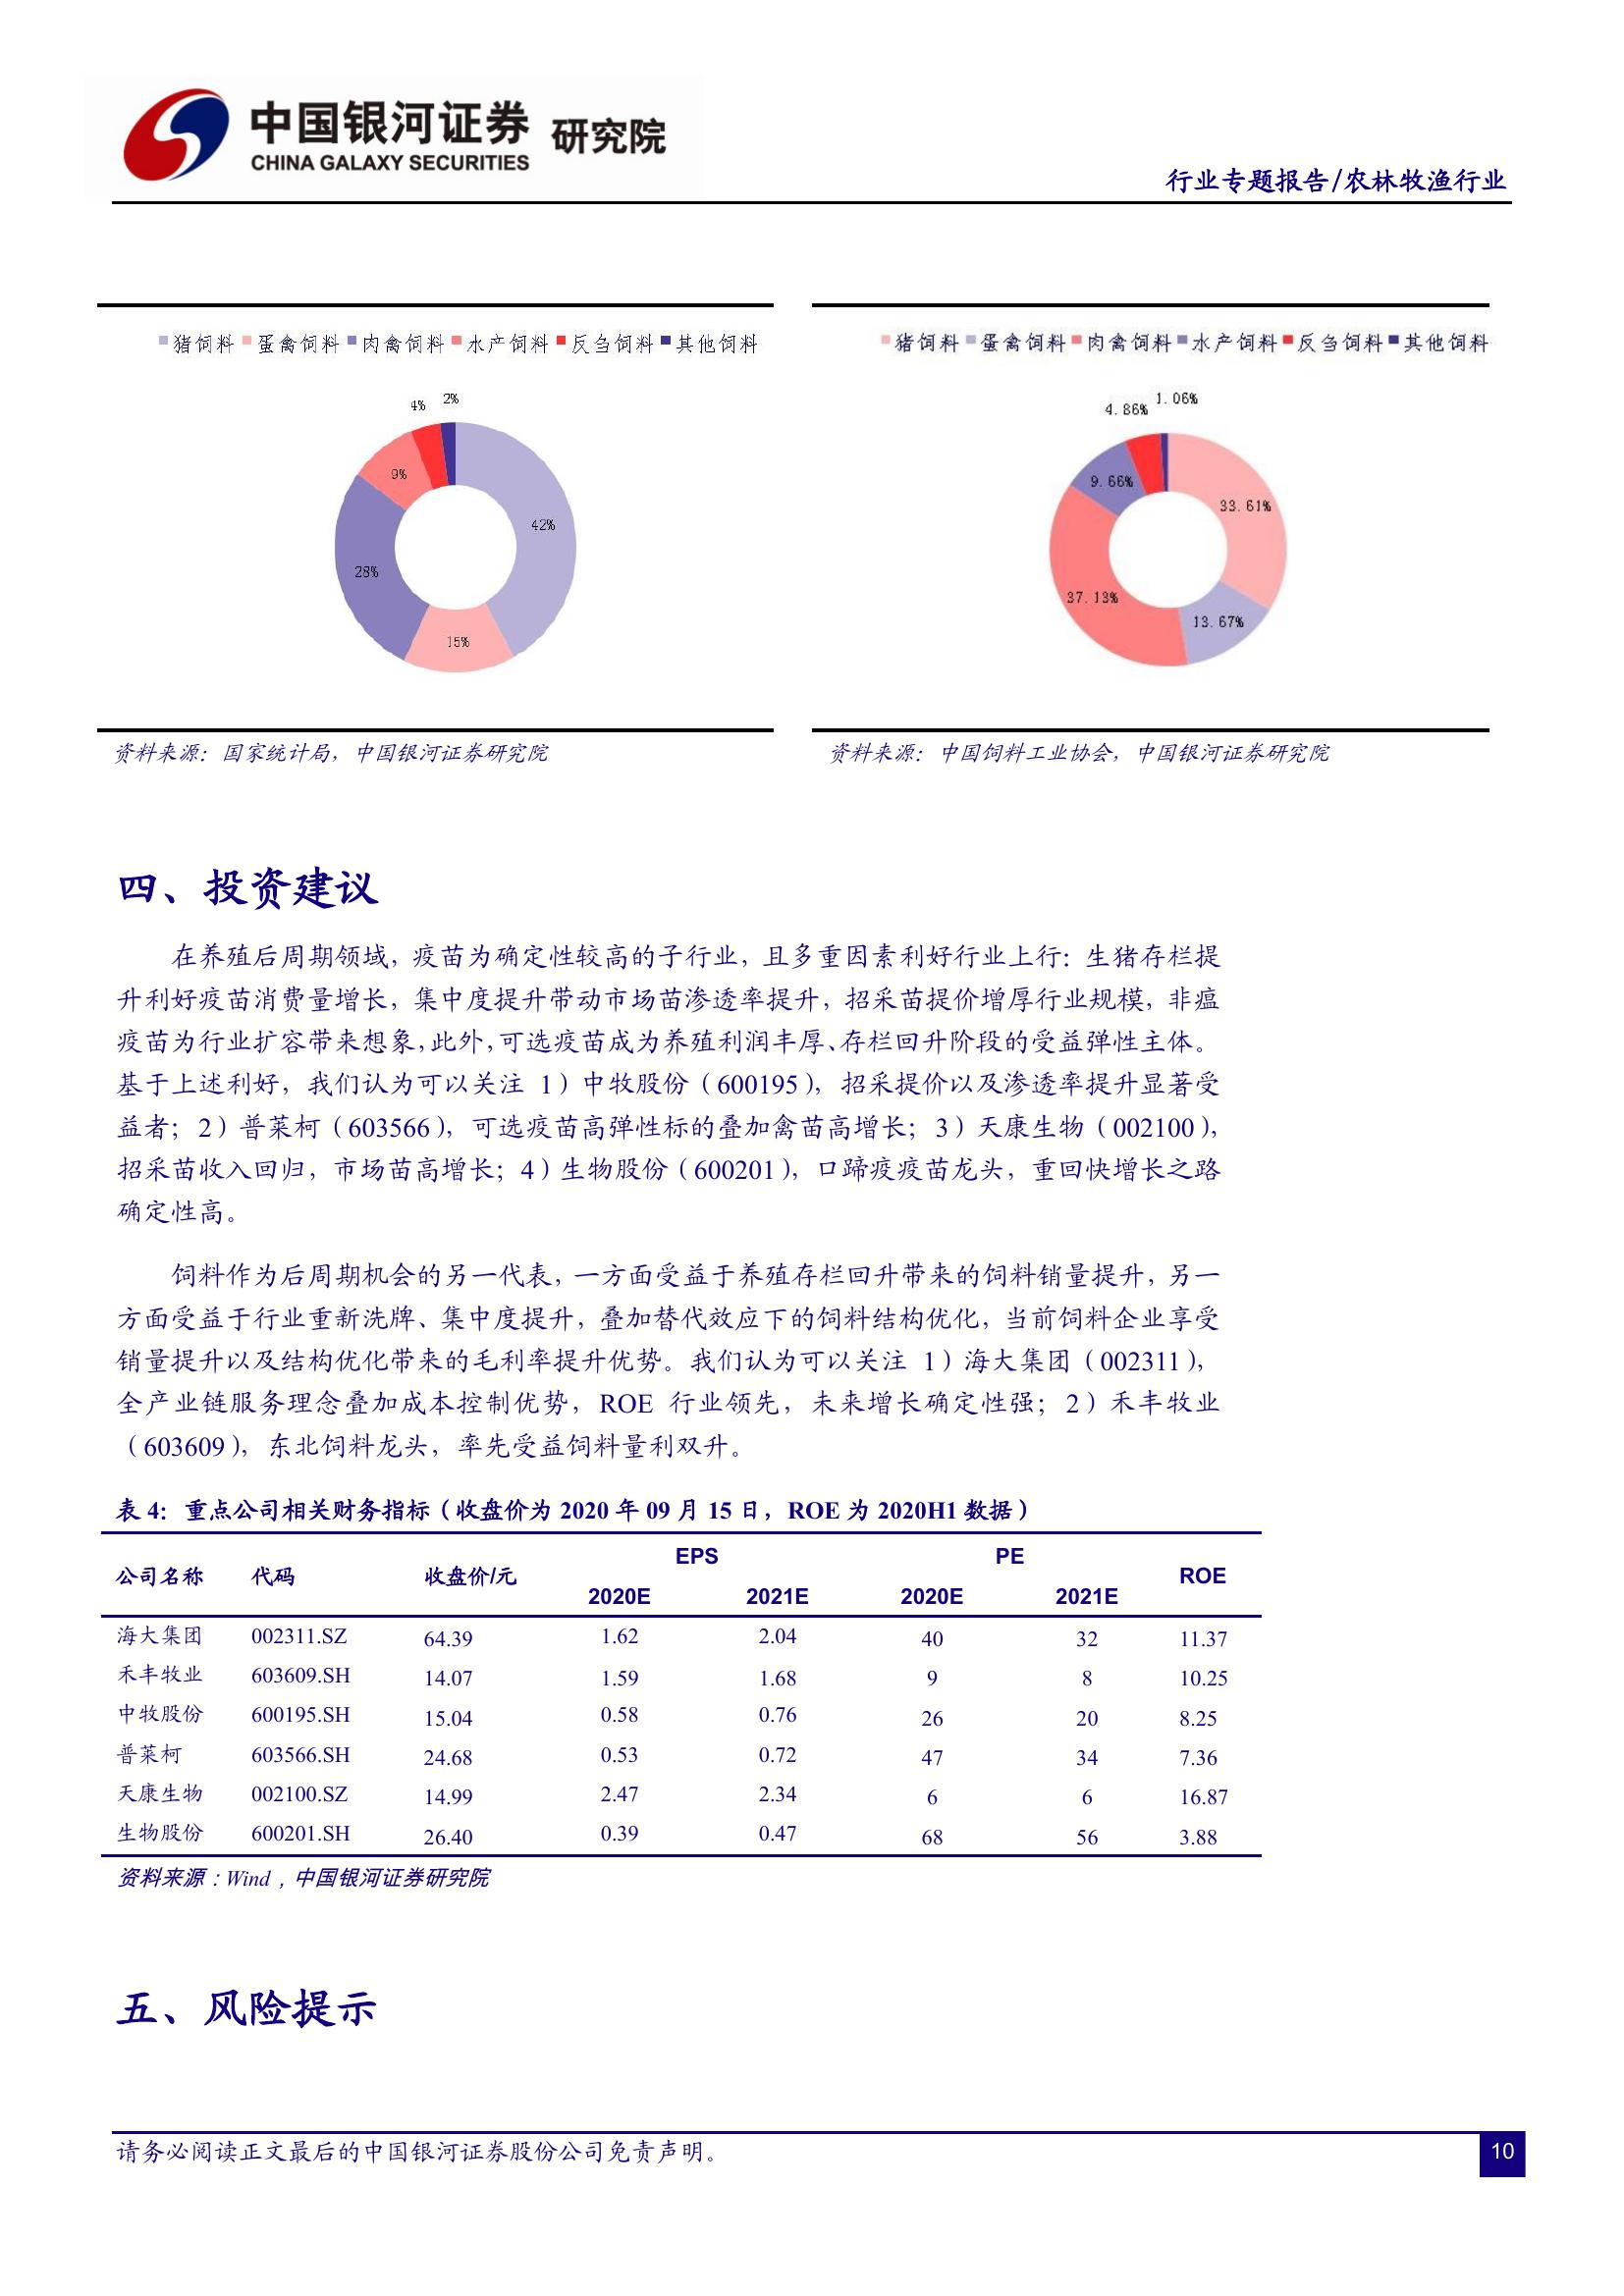 中国银河证券 研究院
CHINA GALAXY SECURITIES
行业专题报告/农林牧渔行业
猪饲料 蛋禽饲料 肉禽饲料 水产饲料 反刍饲料 其他饲料
4% 2%
9%
42%
28%
15%
资料来源：国家统计局，中国银河证券研究院
猪饲料 蛋禽饲料 肉禽饲料 水产饲料 反刍饲料 其他饲料
4.86% 1.06%
9.66%
33.61%
37.13%
13.67%
资料来源：中国饲料工业协会，中国银河证券研究院
四、投资建议
在养殖后周期领域，疫苗为确定性较高的子行业，且多重因素利好行业上行：生猪存栏提
升利好疫苗消费量增长，集中度提升带动市场苗渗透率提升，招采苗提价增厚行业规模，非瘟
疫苗为行业扩容带来想象，此外，可选疫苗成为养殖利润丰厚、存栏回升阶段的受益弹性主体。
基于上述利好，我们认为可以关注 1）中牧股份（600195），招采提价以及渗透率提升显著受
益者；2）普莱柯（603566），可选疫苗高弹性标的叠加禽苗高增长；3）天康生物（002100），
招采苗收入回归，市场苗高增长；4）生物股份（600201），口蹄疫疫苗龙头，重回快增长之路
确定性高。
饲料作为后周期机会的另一代表，一方面受益于养殖存栏回升带来的饲料销量提升，另一
方面受益于行业重新洗牌、集中度提升，叠加替代效应下的饲料结构优化，当前饲料企业享受
销量提升以及结构优化带来的毛利率提升优势。我们认为可以关注 1）海大集团（002311），
全产业链服务理念叠加成本控制优势，ROE 行业领先，未来增长确定性强；2）禾丰牧业
（603609），东北饲料龙头，率先受益饲料量利双升。
表 4：重点公司相关财务指标（收盘价为 2020 年 09 月 15 日，ROE 为 2020H1 数据）
公司名称 代码 收盘价/元 EPS PE ROE
2020E 2021E 2020E 2021E
海大集团 002311.SZ 64.39 1.62 2.04 40 32 11.37
禾丰牧业 603609.SH 14.07 1.59 1.68 9 8 10.25
中牧股份 600195.SH 15.04 0.58 0.76 26 20 8.25
普莱柯 603566.SH 24.68 0.53 0.72 47 34 7.36
天康生物 002100.SZ 14.99 2.47 2.34 6 6 16.87
生物股份 600201.SH 26.40 0.39 0.47 68 56 3.88
资料来源：Wind，中国银河证券研究院
五、风险提示
请务必阅读正文最后的中国银河证券股份公司免责声明。
10